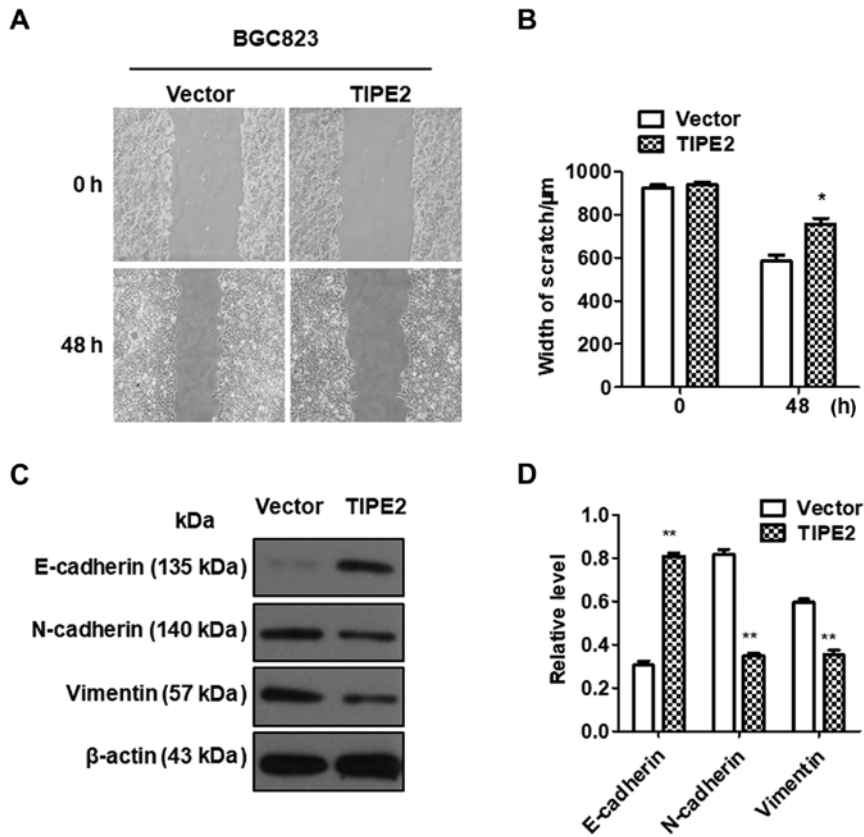 A
BGC823
Vector TIPE2
0 h
48 h
B
Vector
TIPE2
Width of scratch/µm
1000
800
600
400
200
0
*
0 48 (h)
C
kDa Vector TIPE2
E-cadherin (135 kDa)
N-cadherin (140 kDa)
Vimentin (57 kDa)
β-actin (43 kDa)
D
Vector
TIPE2
Relative level
1.0
0.8
0.6
0.4
0.2
0.0
** ** **
E-cadherin
N-cadherin
Vimentin